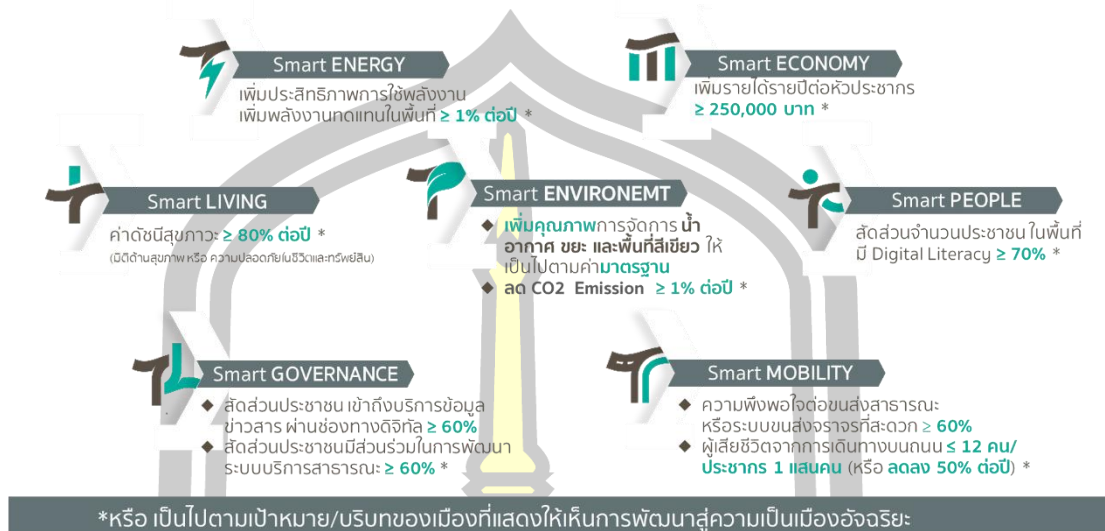 Smart ENERGY
เพิ่มประสิทธิภาพการใช้พลังงาน
เพิ่มพลังงานทดแทนในพื้นที่ ≥ 1% ต่อปี *
Smart ECONOMY
เพิ่มรายได้รายปีต่อหัวประชากร
≥ 250,000 บาท *
Smart LIVING
ค่าดัชนีสุขภาวะ ≥ 80% ต่อปี *
(มิติด้านสุขภาพ หรือ ความปลอดภัยในชีวิตและทรัพย์สิน)
Smart ENVIRONEMT
◆ เพิ่มคุณภาพการจัดการ น้ำ
อากาศ ขยะ และพื้นที่สีเขียว ให้
เป็นไปตามค่ามาตรฐาน
◆ ลด CO2 Emission ≥ 1% ต่อปี *
Smart PEOPLE
สัดส่วนจำนวนประชาชน ในพื้นที่
มี Digital Literacy ≥ 70% *
Smart GOVERNANCE
◆ สัดส่วนประชาชน เข้าถึงบริการข้อมูล
ข่าวสาร ผ่านช่องทางดิจิทัล ≥ 60%
◆ สัดส่วนประชาชนมีส่วนร่วมในการพัฒนา
ระบบบริการสาธารณะ ≥ 60% *
Smart MOBILITY
◆ ความพึงพอใจต่อขนส่งสาธารณะ
หรือระบบขนส่งจราจรที่สะดวก ≥ 60%
◆ ผู้เสียชีวิตจากการเดินทางบนถนน ≤ 12 คน/
ประชากร 1 แสนคน (หรือ ลดลง 50% ต่อปี) *
*หรือ เป็นไปตามเป้าหมาย/บริบทของเมืองที่แสดงให้เห็นการพัฒนาสู่ความเป็นเมืองอัจฉริยะ